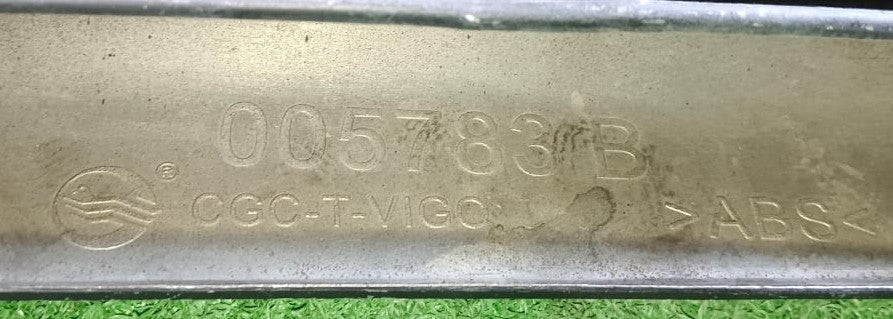 005783 B
® CGC-T-VIGO >ABS<